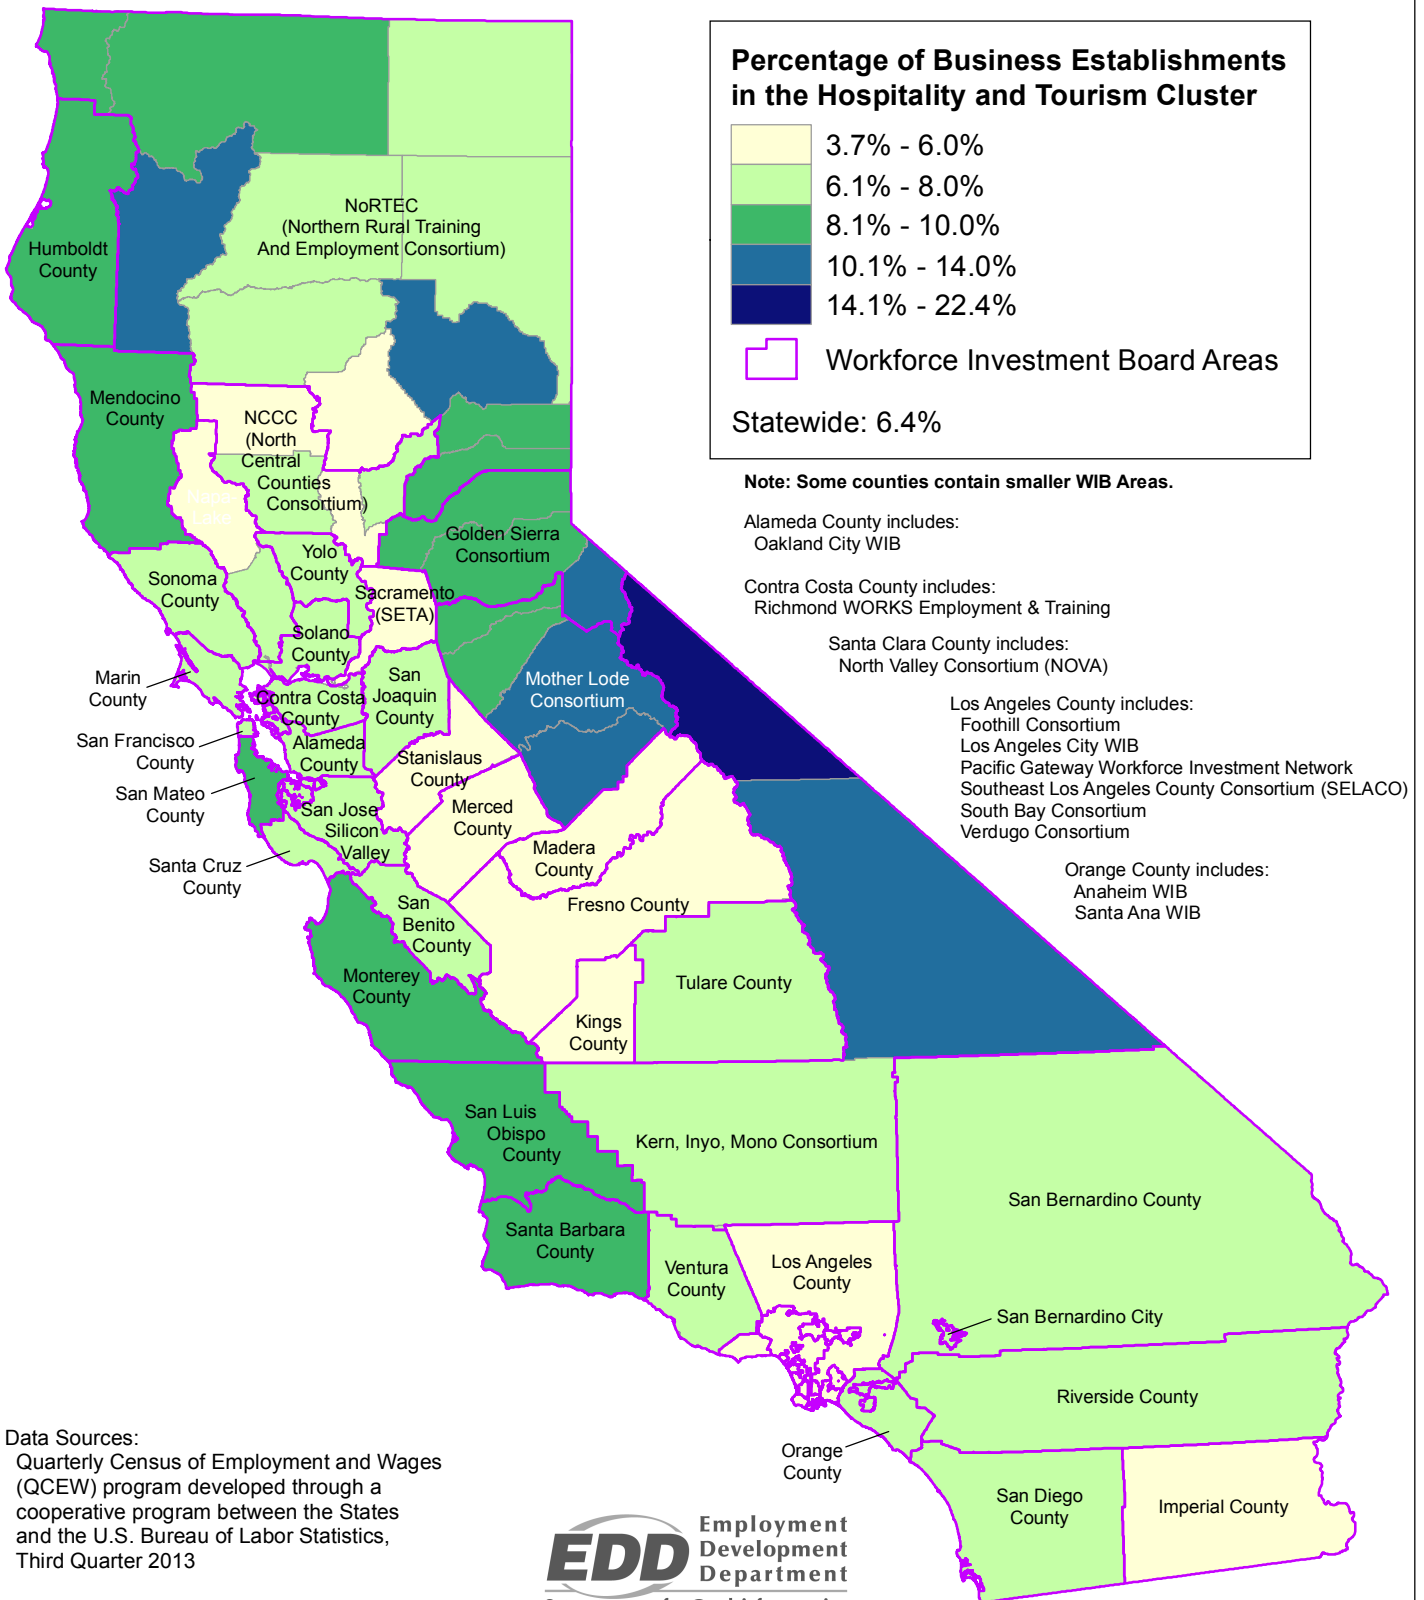 Percentage of Business Establishments
in the Hospitality and Tourism Cluster
3.7% - 6.0%
6.1% - 8.0%
8.1% - 10.0%
10.1% - 14.0%
14.1% - 22.4%
Workforce Investment Board Areas
Statewide: 6.4%
Note: Some counties contain smaller WIB Areas.
Alameda County includes:
Oakland City WIB
Contra Costa County includes:
Richmond WORKS Employment & Training
Santa Clara County includes:
North Valley Consortium (NOVA)
Los Angeles County includes:
Foothill Consortium
Los Angeles City WIB
Pacific Gateway Workforce Investment Network
Southeast Los Angeles County Consortium (SELACO)
South Bay Consortium
Verdugo Consortium
Orange County includes:
Anaheim WIB
Santa Ana WIB
NoRTEC
(Northern Rural Training
And Employment Consortium)
Humboldt
County
Mendocino
County
NCCC
(North
Central
Counties
Consortium)
Napa-
Lake
Golden Sierra
Consortium
Yolo
County
Sonoma
County
Sacramento
(SETA)
Solano
County
Marin
County
Contra Costa
County
San
Joaquin
County
Mother Lode
Consortium
San Francisco
County
Alameda
County
Stanislaus
County
San Mateo
County
San Jose
Silicon
Valley
Merced
County
Madera
County
Santa Cruz
County
San
Benito
County
Fresno County
Monterey
County
Tulare County
Kings
County
San Luis
Obispo
County
Kern, Inyo, Mono Consortium
San Bernardino County
Santa Barbara
County
Ventura
County
Los Angeles
County
San Bernardino City
Riverside County
Orange
County
San Diego
County
Imperial County
Data Sources:
Quarterly Census of Employment and Wages
(QCEW) program developed through a
cooperative program between the States
and the U.S. Bureau of Labor Statistics,
Third Quarter 2013
EDD
Employment
Development
Department